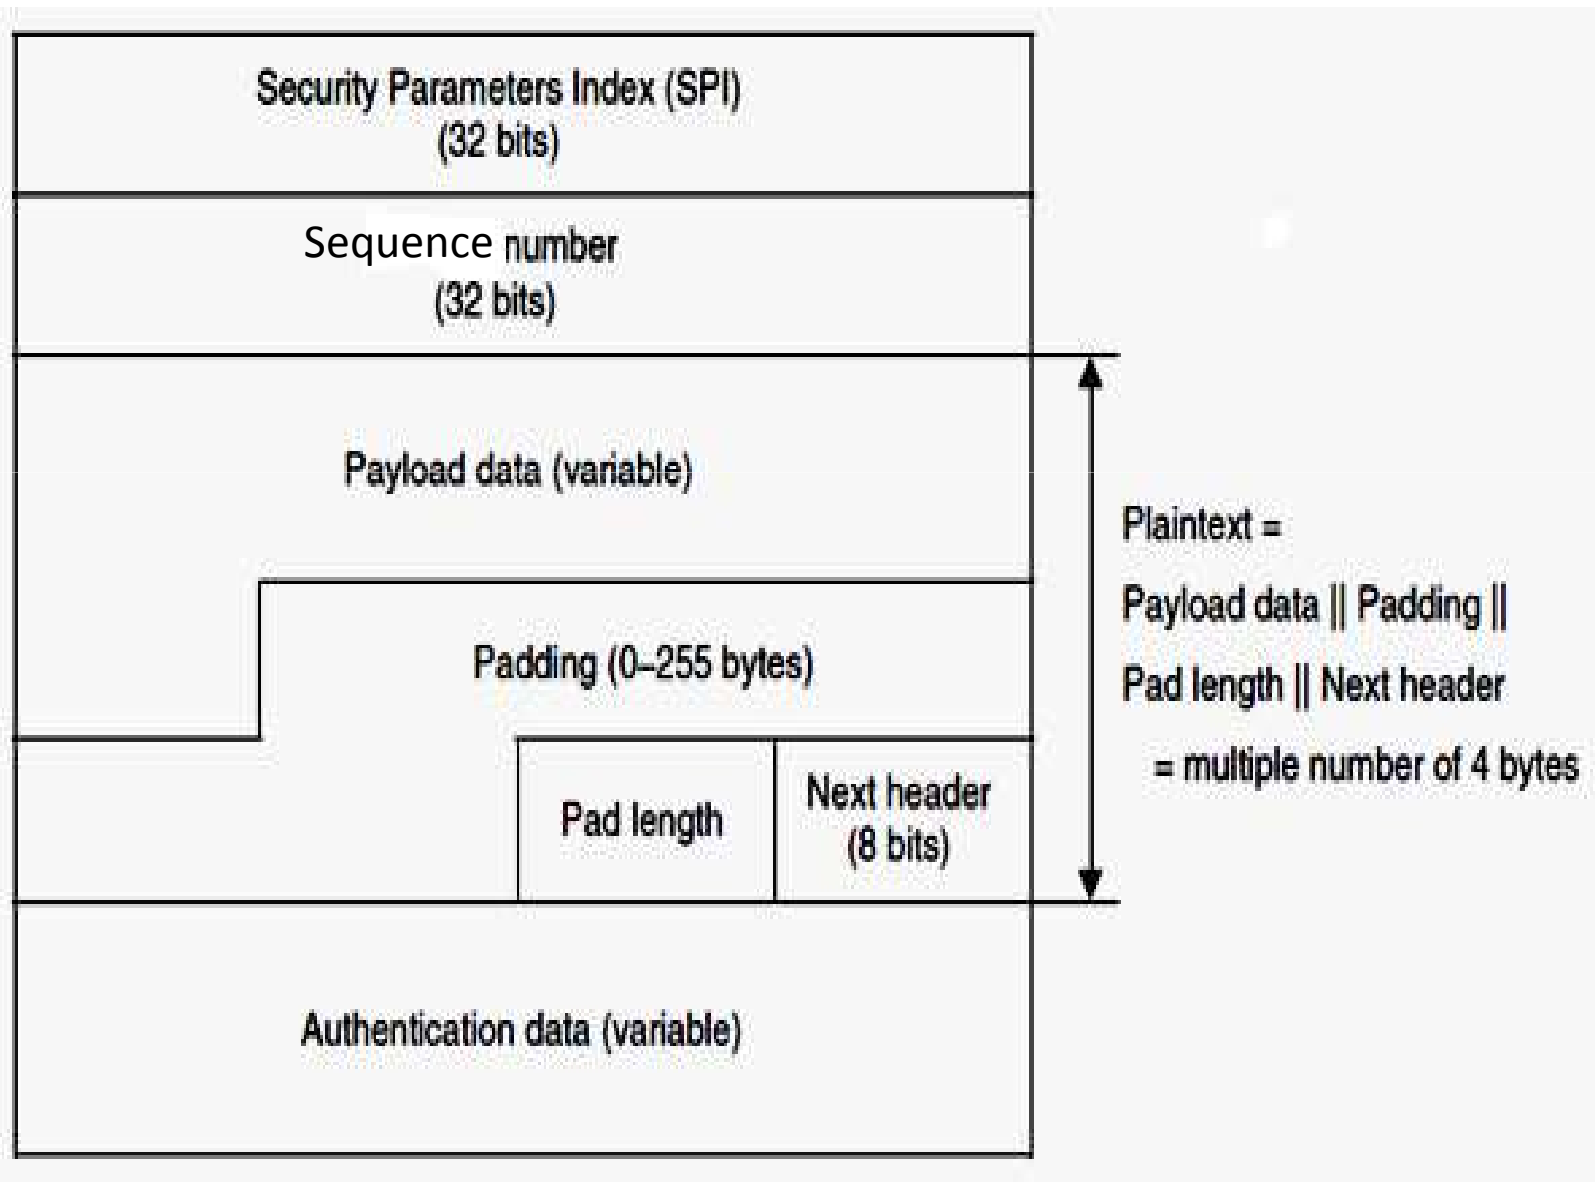 Security Parameters Index (SPI)
(32 bits)
Sequence number
(32 bits)
Payload data (variable)
Padding (0–255 bytes)
Pad length
Next header
(8 bits)
Authentication data (variable)
Plaintext =
Payload data || Padding ||
Pad length || Next header
= multiple number of 4 bytes